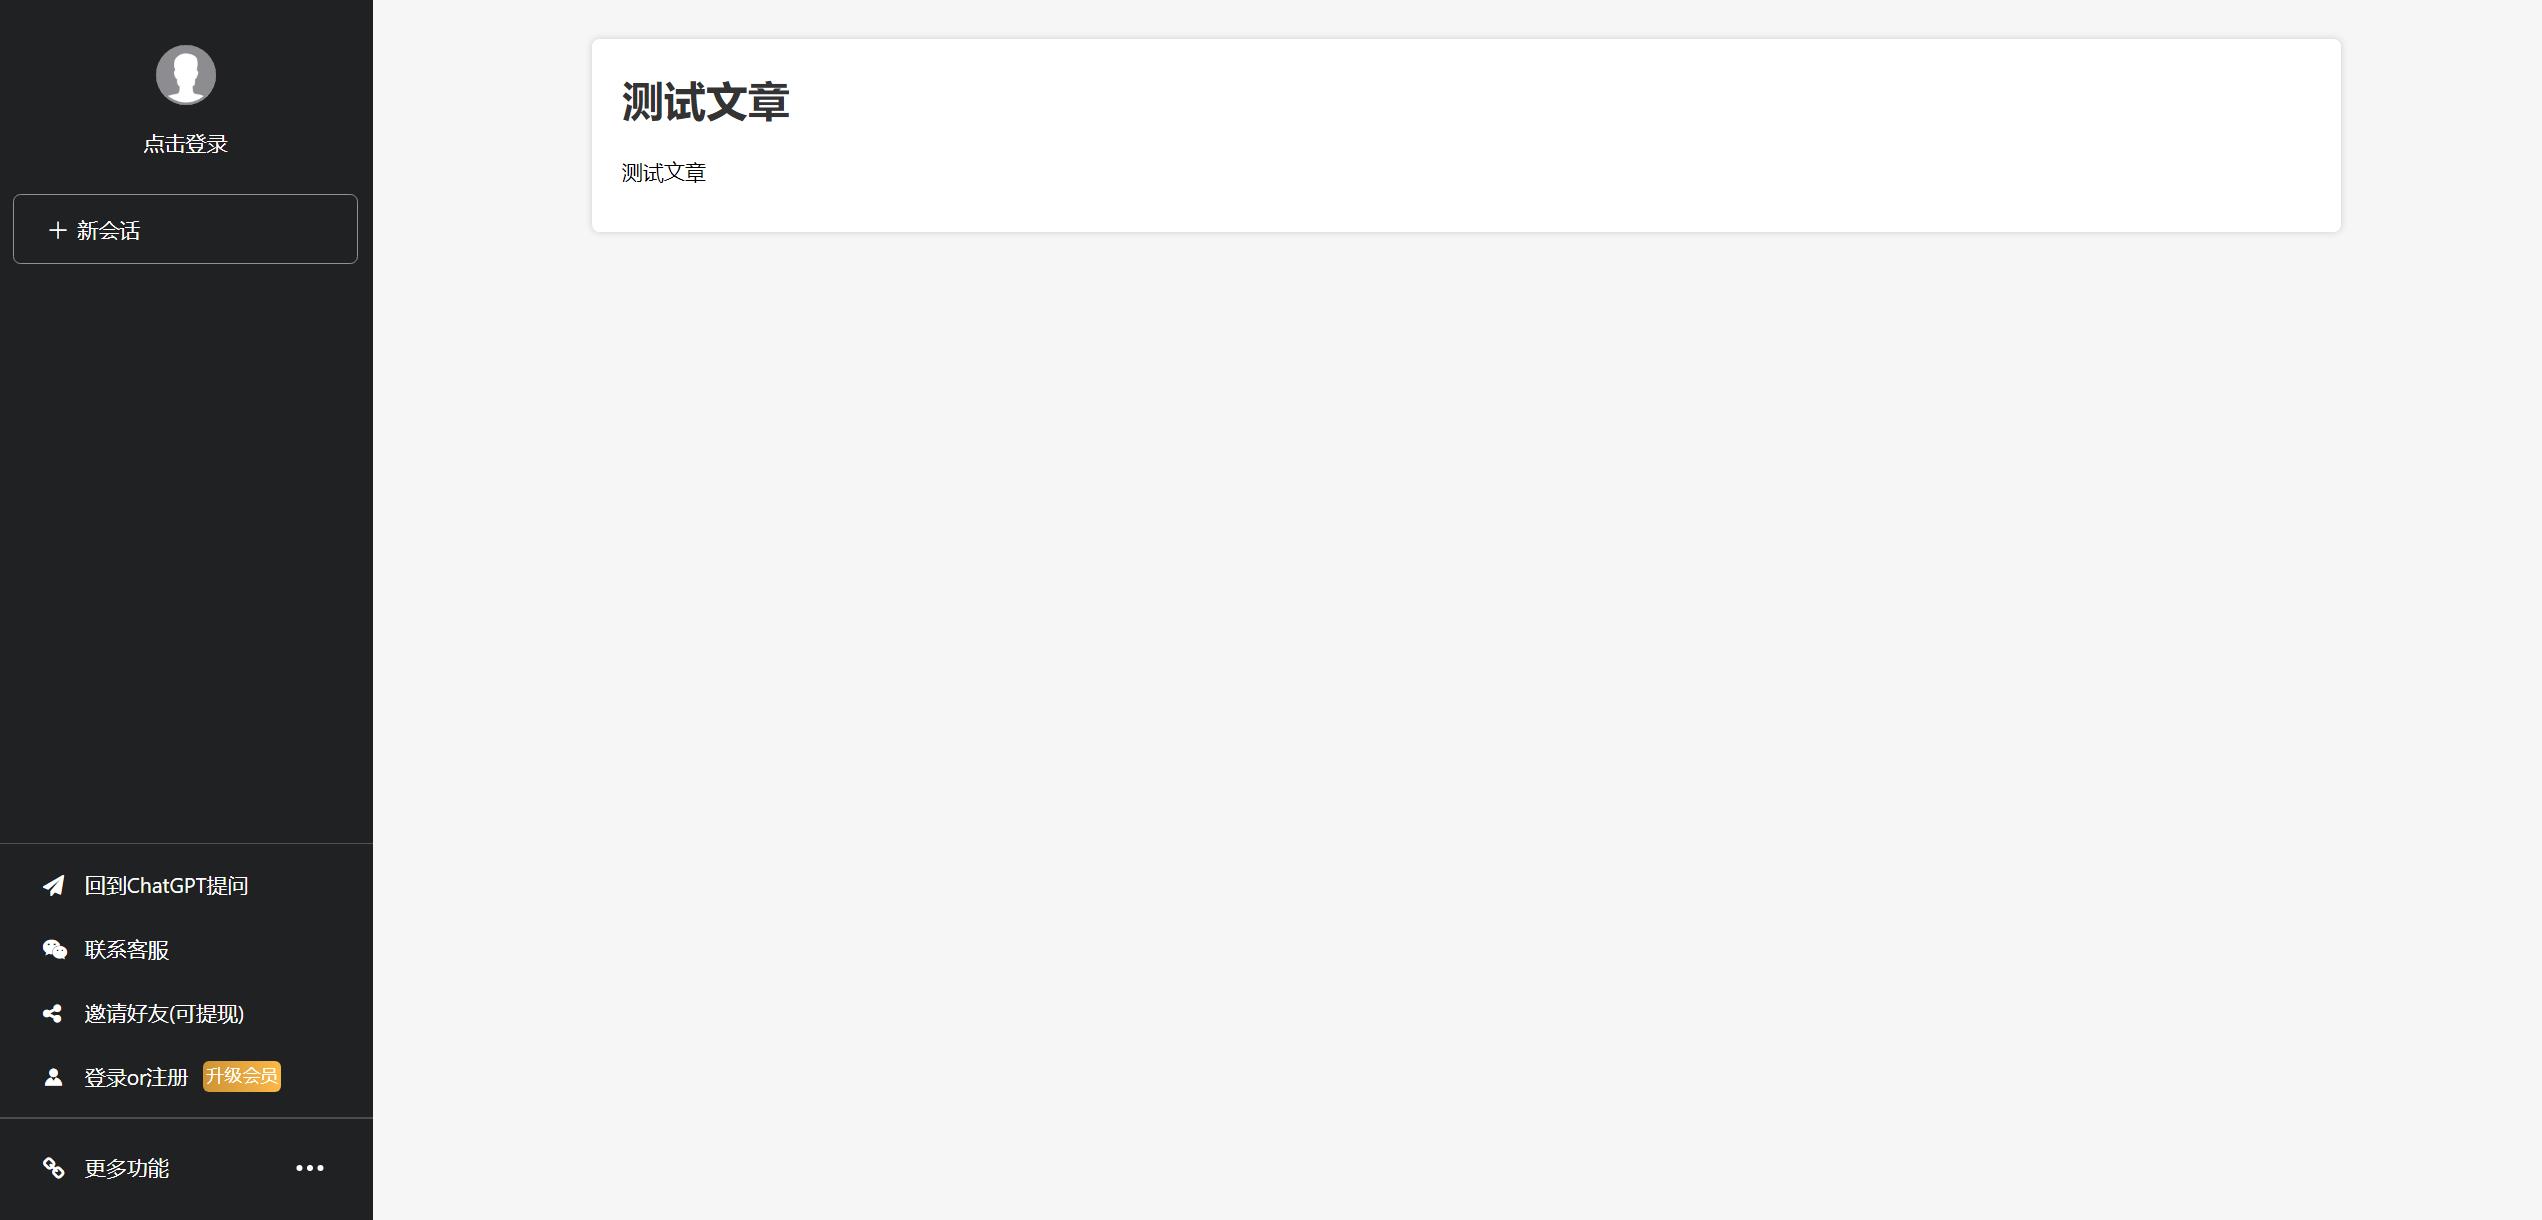 点击登录
新会话
回到ChatGPT提问
联系客服
邀请好友(可提现)
登录or注册 升级会员
更多功能
测试文章
测试文章